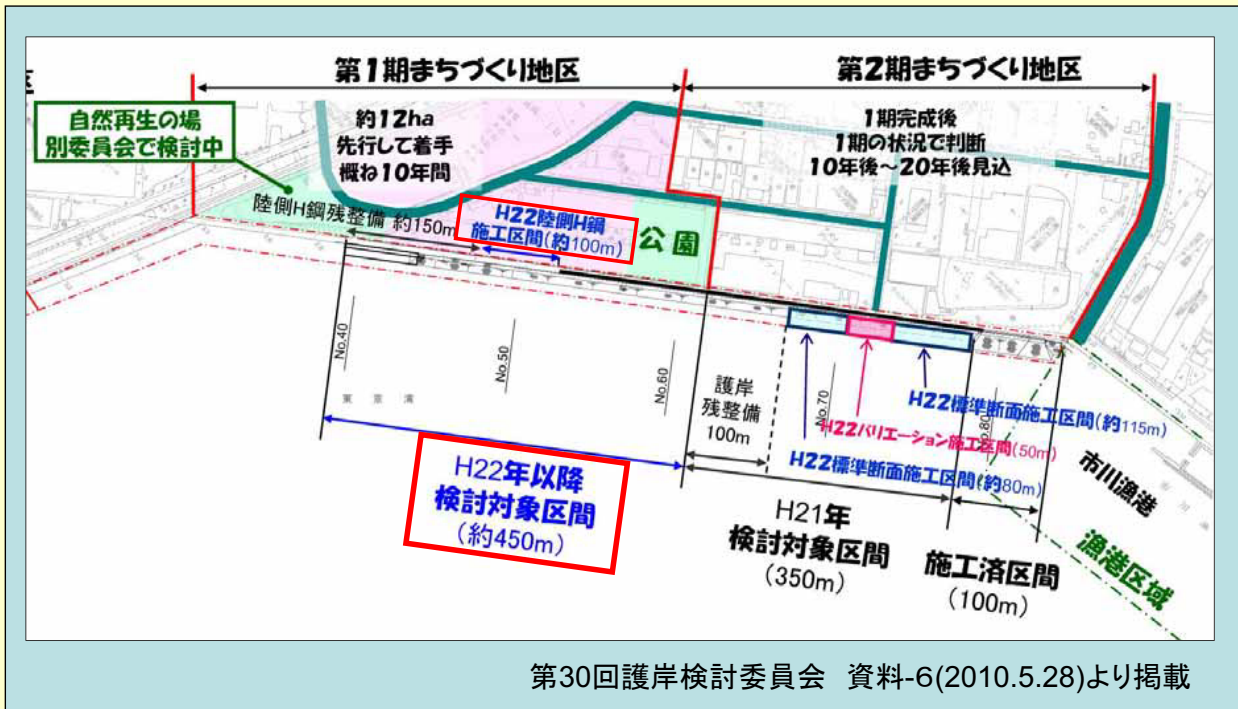 第1期まちづくり地区
第2期まちづくり地区
区
自然再生の場
別委員会で検討中
約12ha
先行して着手
概ね10年間
1期完成後
1期の状況で判断
10年後～20年後見込
陸側H鋼残整備 約150m
H22陸側H鋼
施工区間(約100m)
公園
No.40
No.50
No.60
No.70
No.80
東京湾
護岸
残整備
100m
H22標準断面施工区間(約115m)
H22バリエーション施工区間(50m)
H22標準断面施工区間(約80m)
H22年以降
検討対象区間
(約450m)
H21年
検討対象区間
(350m)
施工済区間
(100m)
市川漁港
漁港区域
第30回護岸検討委員会 資料-6(2010.5.28)より掲載